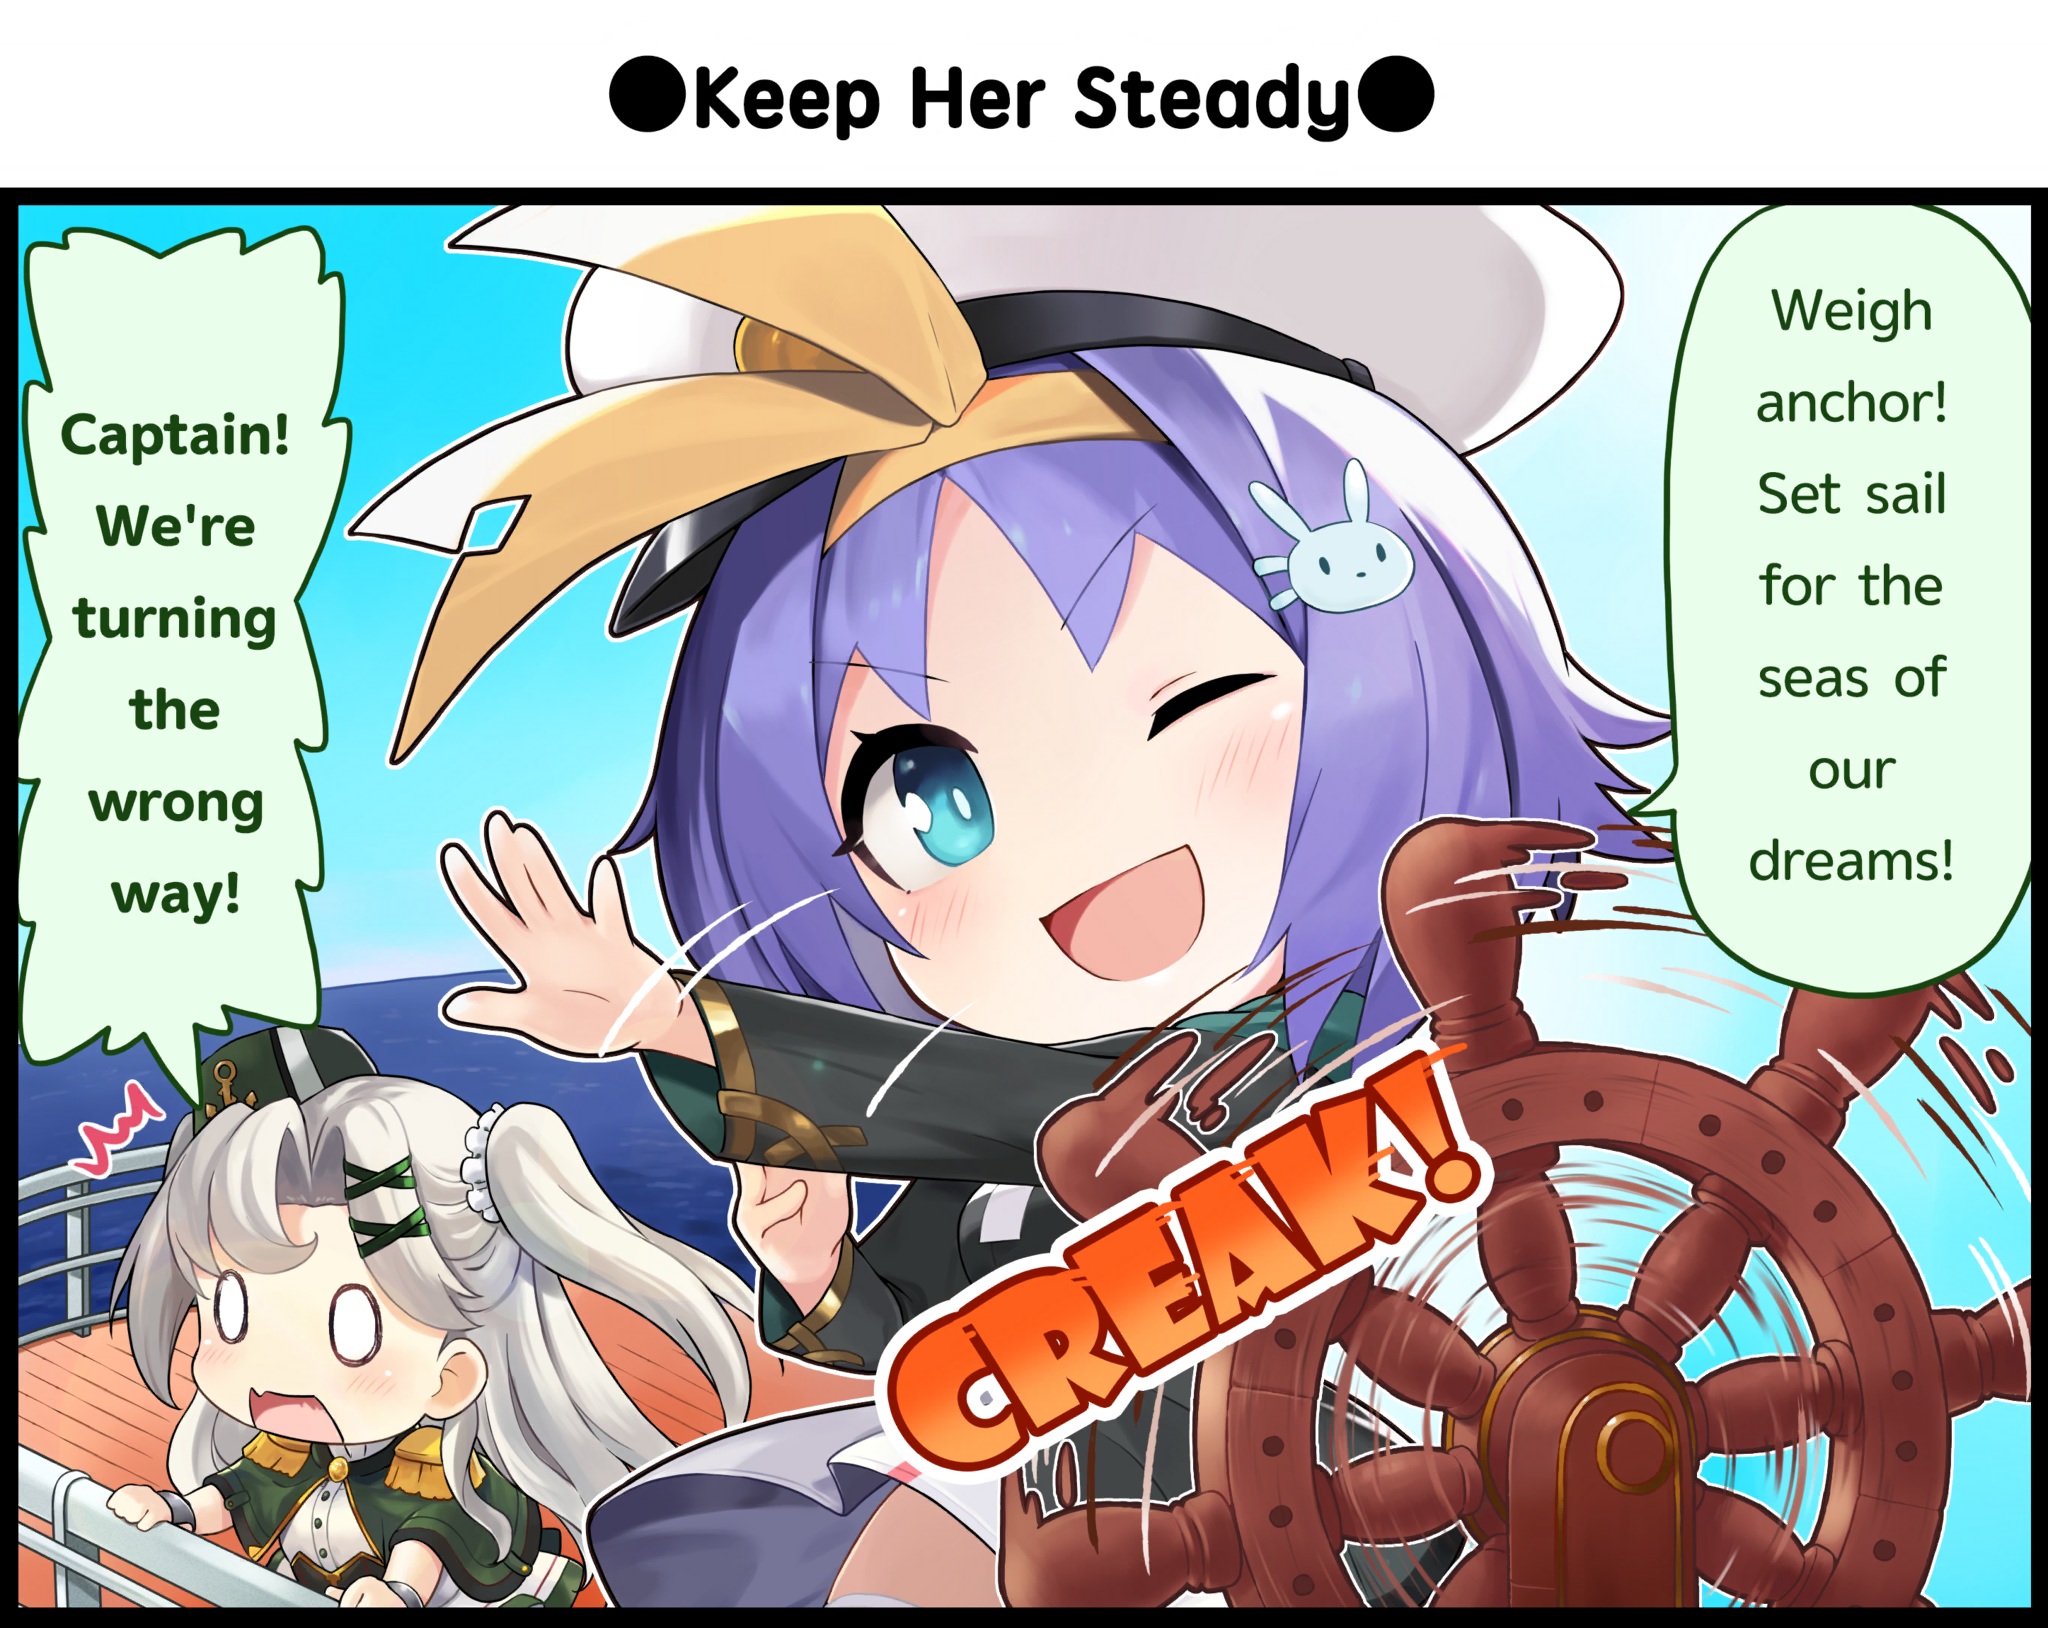 ●Keep Her Steady●
Weigh
anchor!
Set sail
for the
seas of
our
dreams!
Captain!
We're
turning
the
wrong
way!
CREAK!